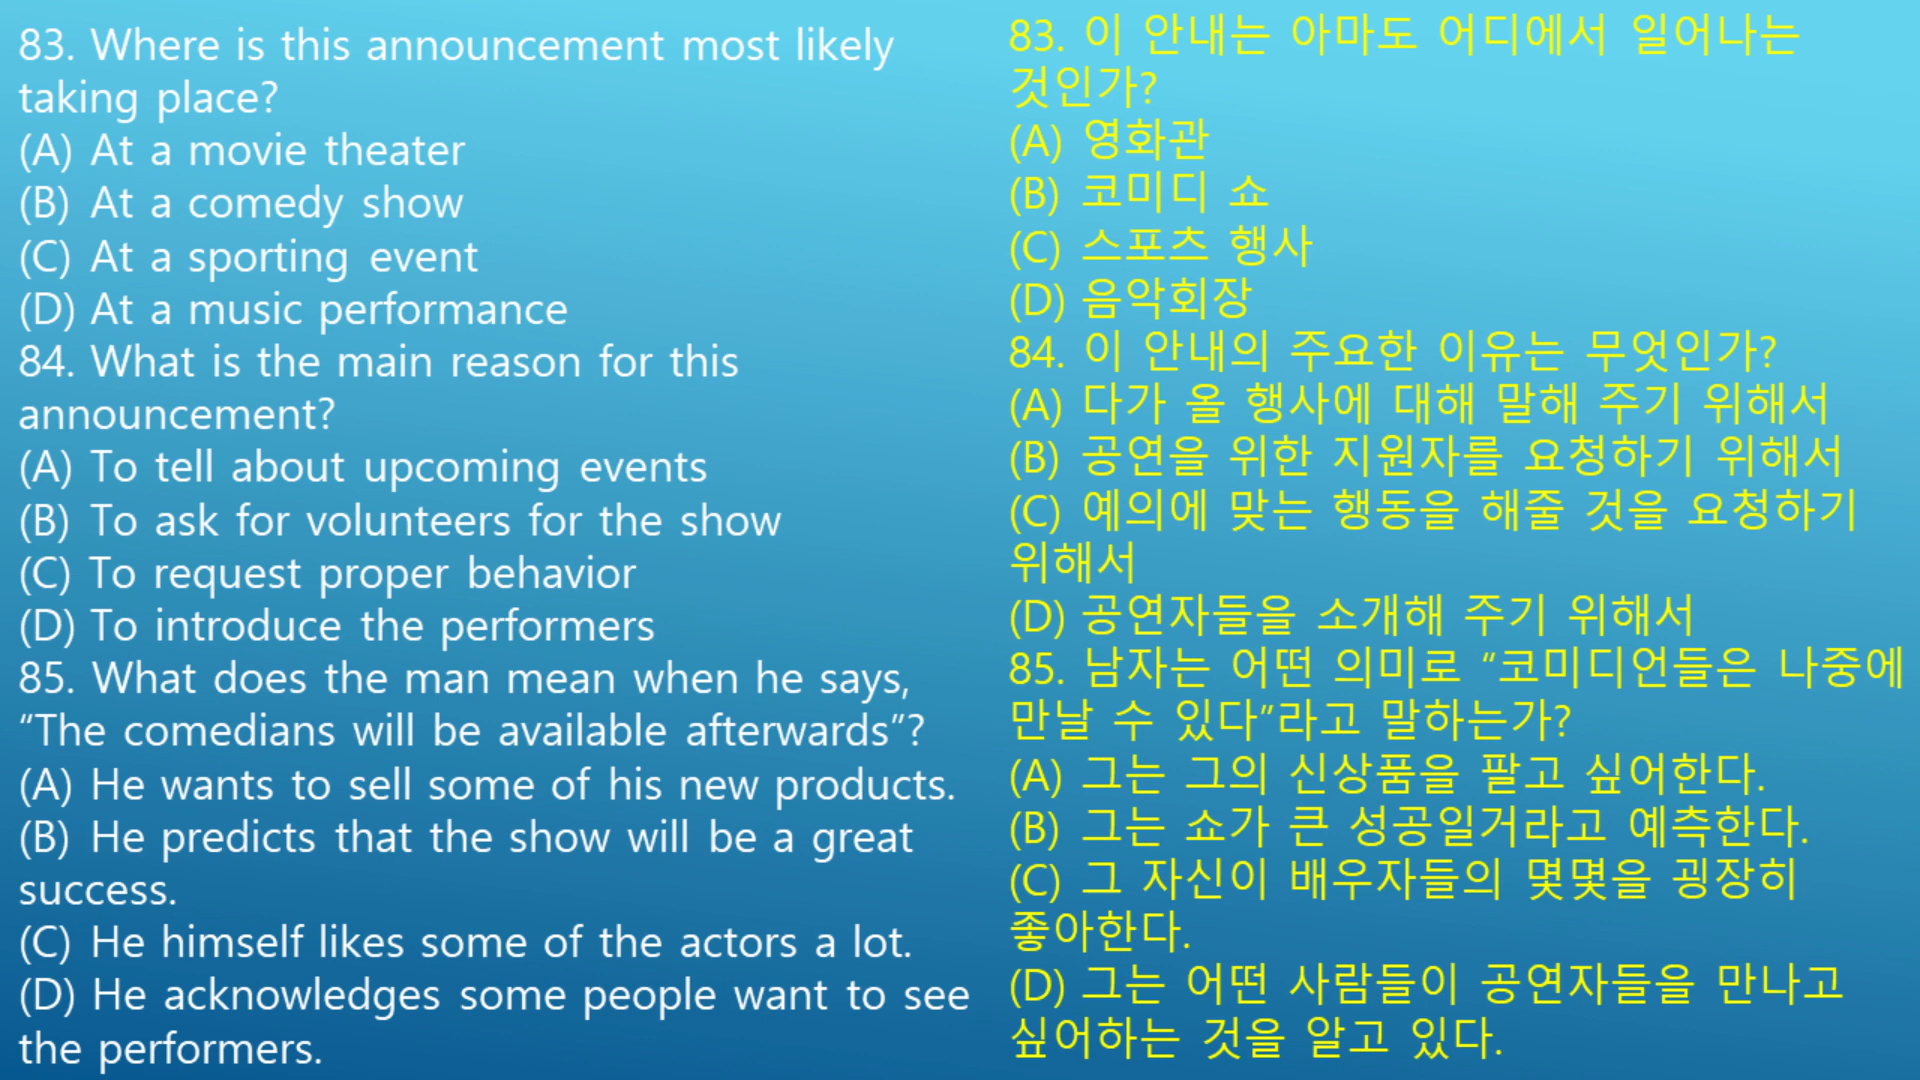 83. Where is this announcement most likely
taking place?
(A) At a movie theater
(B) At a comedy show
(C) At a sporting event
(D) At a music performance
84. What is the main reason for this
announcement?
(A) To tell about upcoming events
(B) To ask for volunteers for the show
(C) To request proper behavior
(D) To introduce the performers
85. What does the man mean when he says,
“The comedians will be available afterwards”?
(A) He wants to sell some of his new products.
(B) He predicts that the show will be a great
success.
(C) He himself likes some of the actors a lot.
(D) He acknowledges some people want to see
the performers.
83. 이 안내는 아마도 어디에서 일어나는
것인가?
(A) 영화관
(B) 코미디 쇼
(C) 스포츠 행사
(D) 음악회장
84. 이 안내의 주요한 이유는 무엇인가?
(A) 다가 올 행사에 대해 말해 주기 위해서
(B) 공연을 위한 지원자를 요청하기 위해서
(C) 예의에 맞는 행동을 해줄 것을 요청하기
위해서
(D) 공연자들을 소개해 주기 위해서
85. 남자는 어떤 의미로 “코미디언들은 나중에
만날 수 있다”라고 말하는가?
(A) 그는 그의 신상품을 팔고 싶어한다.
(B) 그는 쇼가 큰 성공일거라고 예측한다.
(C) 그 자신이 배우자들의 몇몇을 굉장히
좋아한다.
(D) 그는 어떤 사람들이 공연자들을 만나고
싶어하는 것을 알고 있다.